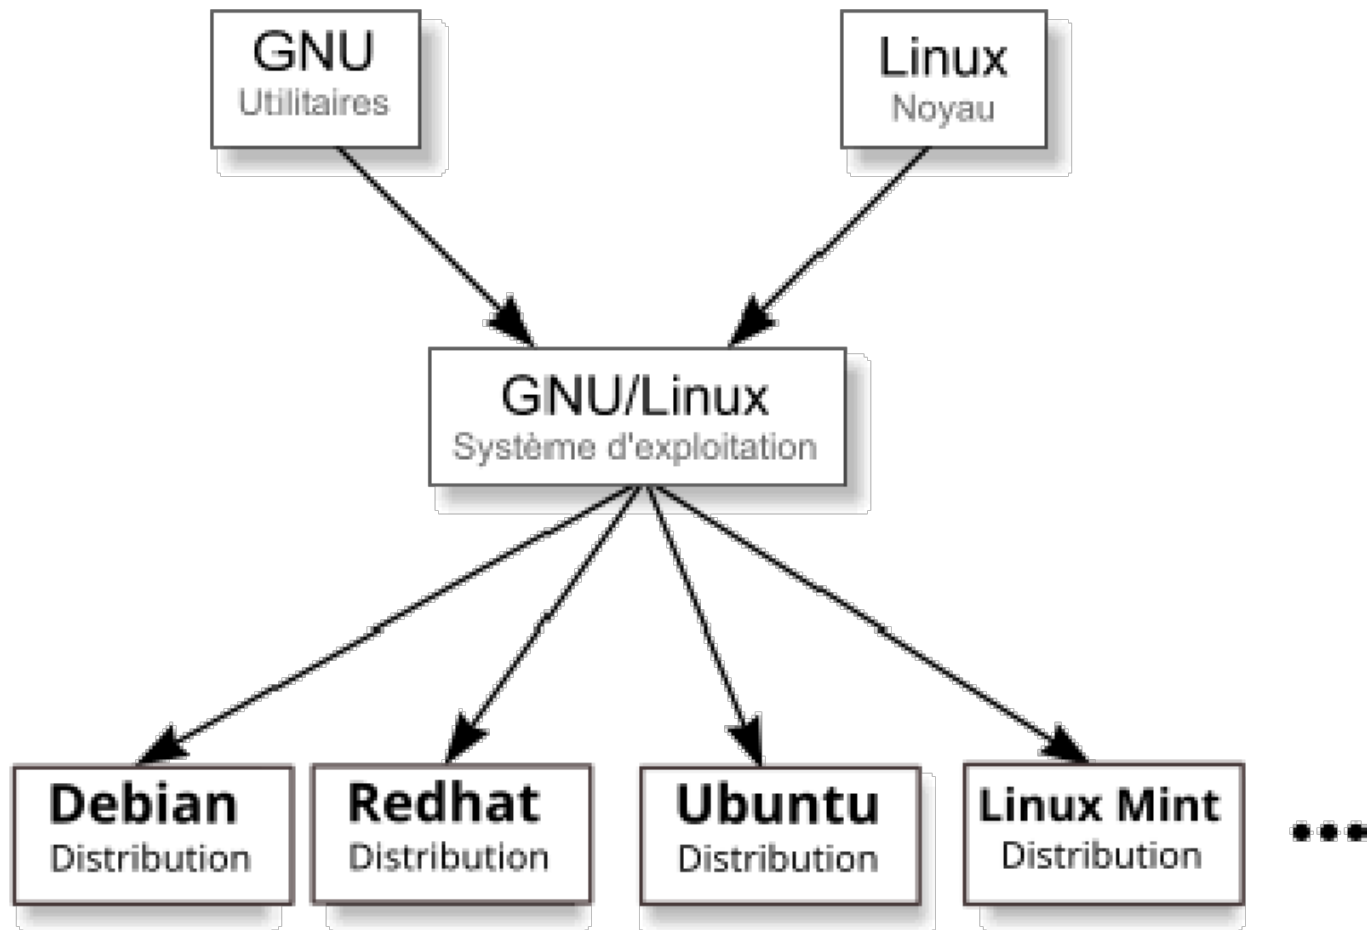 GNU
Utilitaires
Linux
Noyau
GNU/Linux
Système d'exploitation
Debian
Distribution
Redhat
Distribution
Ubuntu
Distribution
Linux Mint
Distribution
...